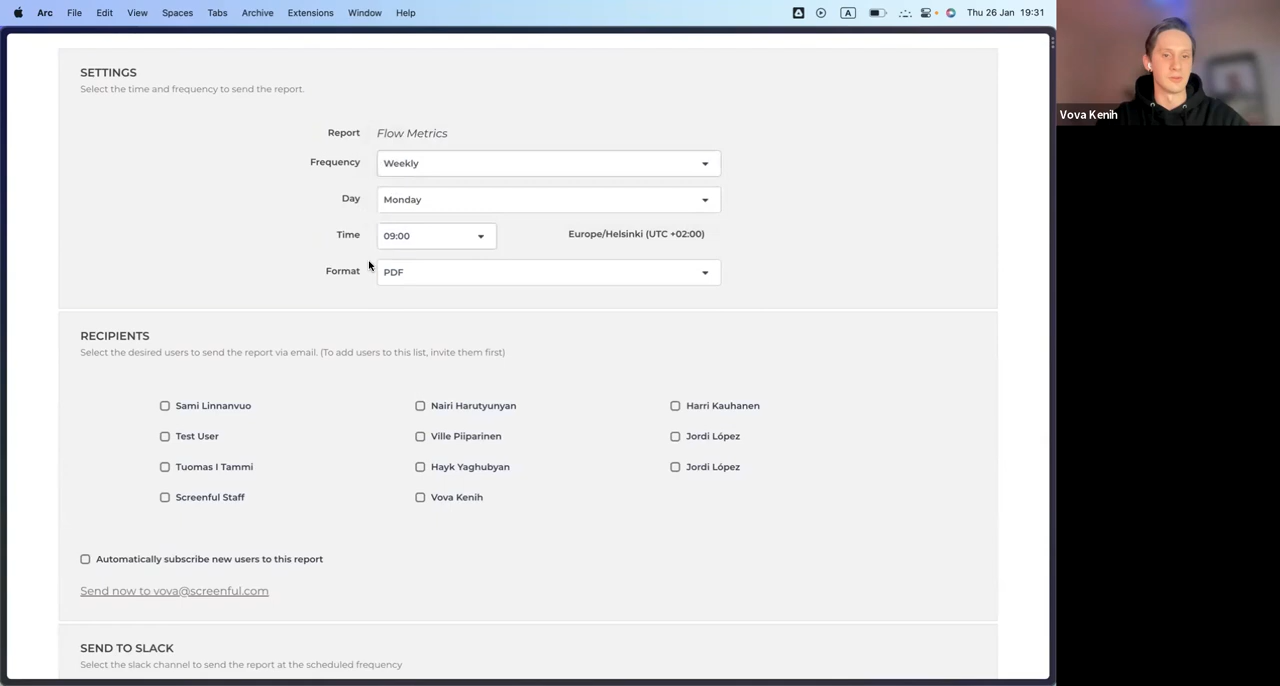 Arc File Edit View Spaces Tabs Archive Extensions Window Help A Thu 26 Jan 19:31
SETTINGS
Select the time and frequency to send the report.
Report Flow Metrics
Frequency Weekly
Day Monday
Time 09:00 Europe/Helsinki (UTC +02:00)
Format PDF
RECIPIENTS
Select the desired users to send the report via email. (To add users to this list, invite them first)
Sami Linnanvuo Nairi Harutyunyan Harri Kauhanen
Test User Ville Piiparinen Jordi López
Tuomas I Tammi Hayk Yaghubyan Jordi López
Screenful Staff Vova Kenih
Automatically subscribe new users to this report
Send now to vova@screenful.com
SEND TO SLACK
Select the slack channel to send the report at the scheduled frequency
Vova Kenih